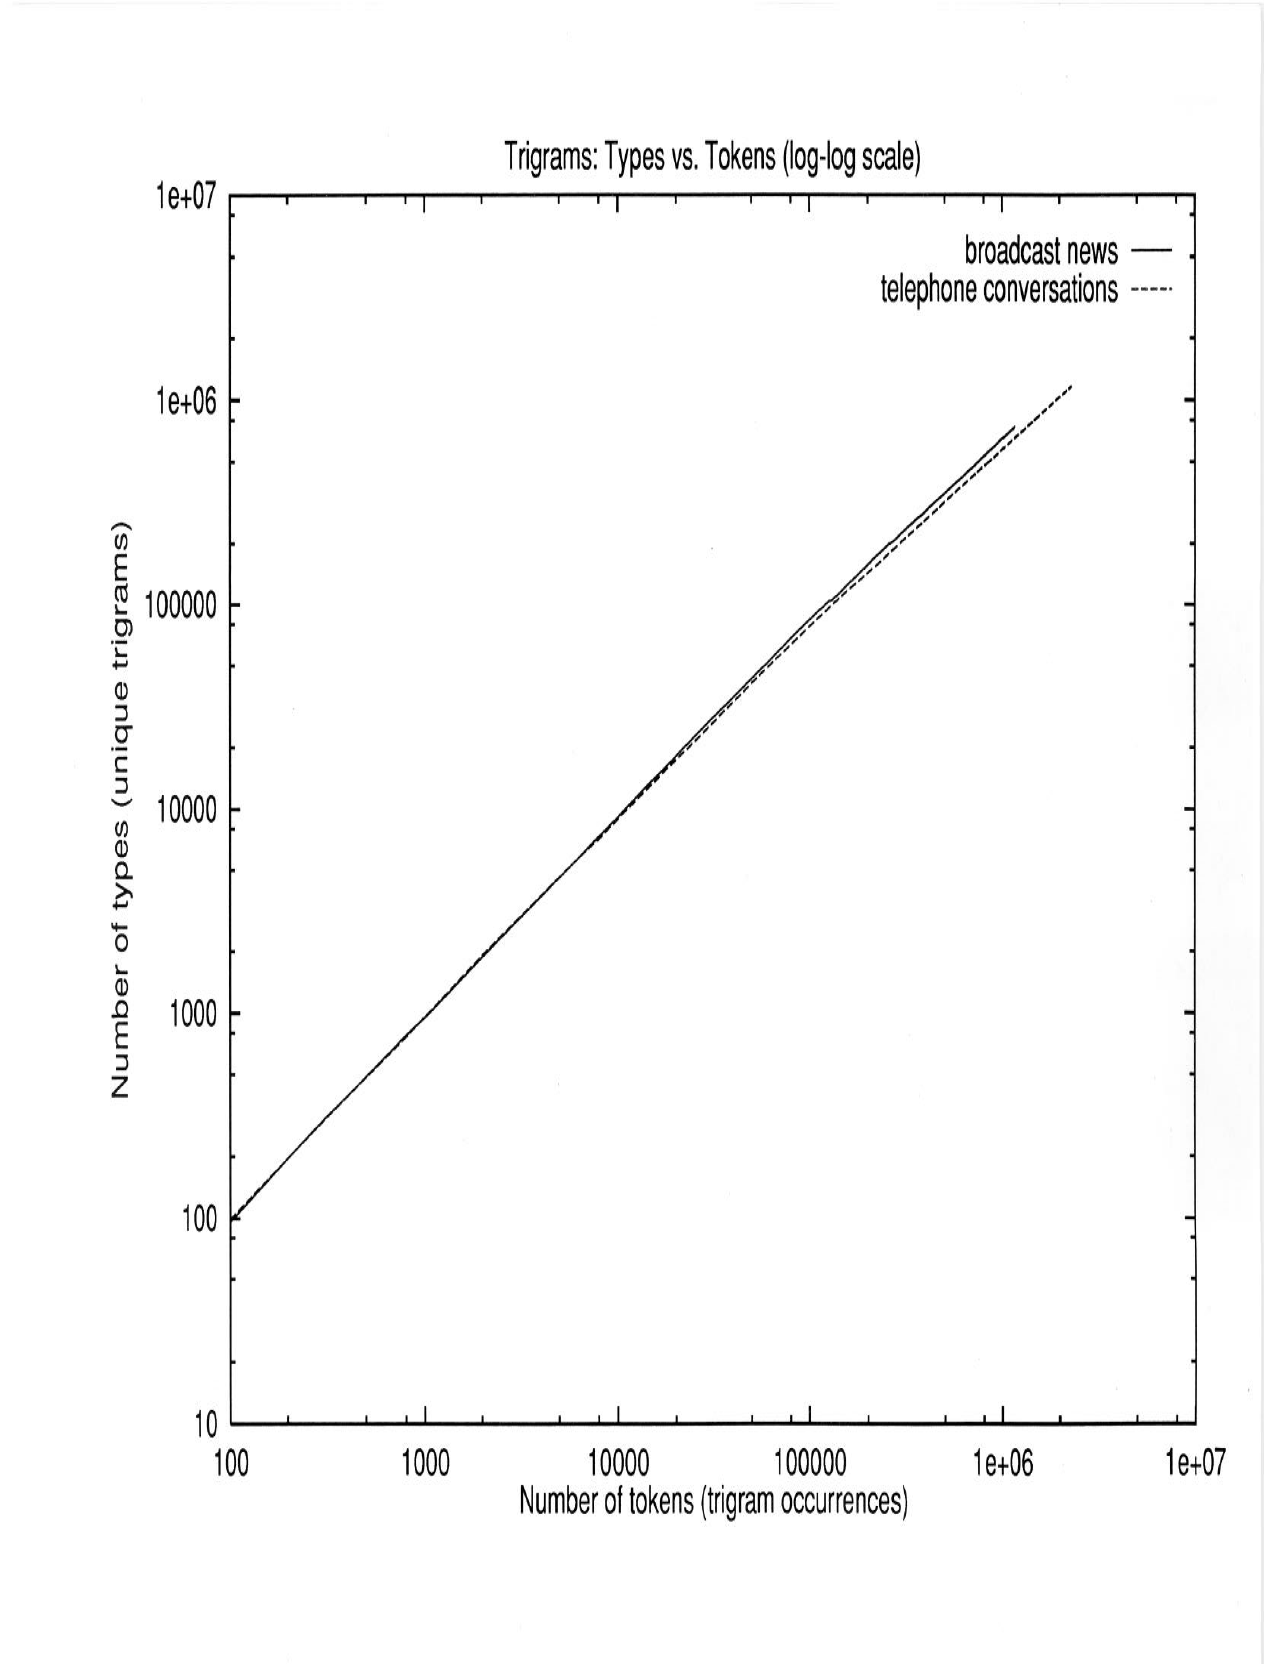 Trigrams: Types vs. Tokens (log-log scale)
1e+07
broadcast news
telephone conversations
1e+06
100000
10000
1000
100
10
Number of types (unique trigrams)
100 1000 10000 100000 1e+06 1e+07
Number of tokens (trigram occurrences)